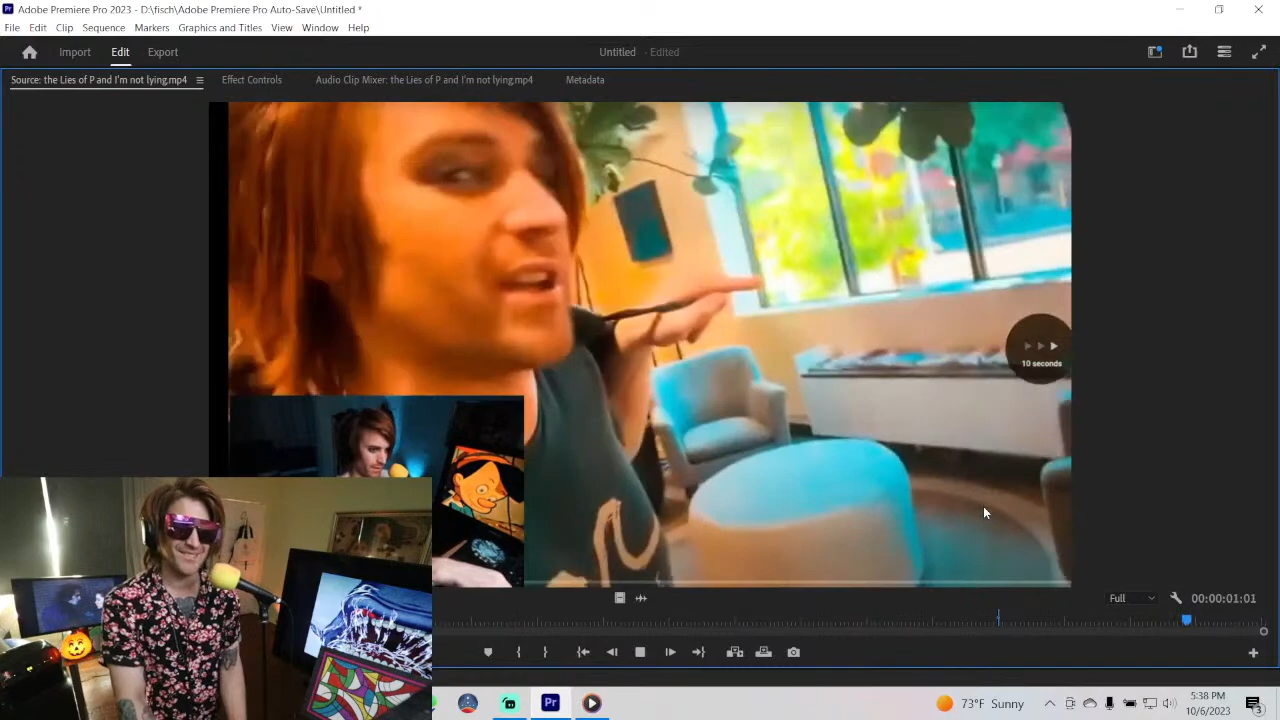 Adobe Premiere Pro 2023 - D:\fisch\Adobe Premiere Pro Auto-Save\Untitled *
File Edit Clip Sequence Markers Graphics and Titles View Window Help
Import Edit Export Untitled - Edited
Source: the Lies of P and I'm not lying.mp4 Effect Controls Audio Clip Mixer: the Lies of P and I'm not lying.mp4 Metadata
10 seconds
Full 00:00:01:01
Pr 73°F Sunny 5:38 PM
10/6/2023 3